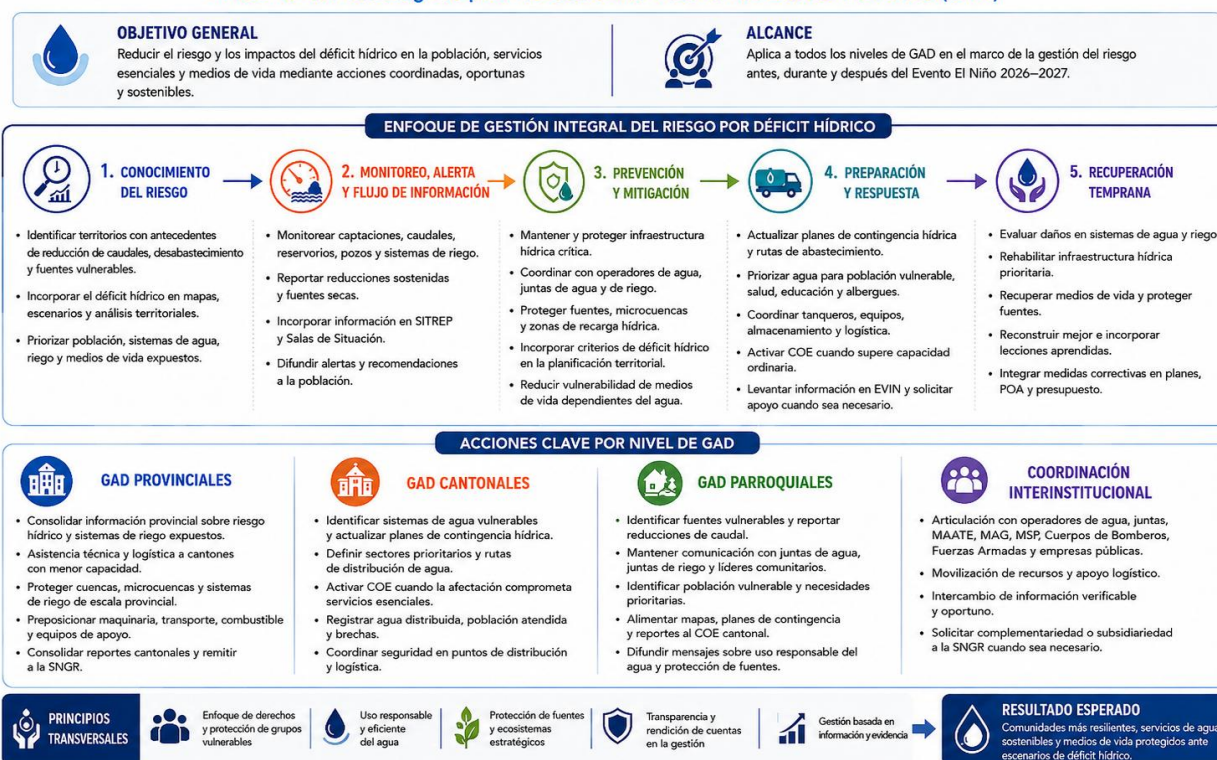 OBJETIVO GENERAL
Reducir el riesgo y los impactos del déficit hídrico en la población, servicios
esenciales y medios de vida mediante acciones coordinadas, oportunas
y sostenibles.
ALCANCE
Aplica a todos los niveles de GAD en el marco de la gestión del riesgo
antes, durante y después del Evento El Niño 2026–2027.
ENFOQUE DE GESTIÓN INTEGRAL DEL RIESGO POR DÉFICIT HÍDRICO
1. CONOCIMIENTO
DEL RIESGO
• Identificar territorios con antecedentes
de reducción de caudales, desabastecimiento
y fuentes vulnerables.
• Incorporar el déficit hídrico en mapas,
escenarios y análisis territoriales.
• Priorizar población, sistemas de agua,
riego y medios de vida expuestos.
2. MONITOREO, ALERTA
Y FLUJO DE INFORMACIÓN
• Monitorear captaciones, caudales,
reservorios, pozos y sistemas de riego.
• Reportar reducciones sostenidas
y fuentes secas.
• Incorporar información en SITREP
y Salas de Situación.
• Difundir alertas y recomendaciones
a la población.
3. PREVENCIÓN
Y MITIGACIÓN
• Mantener y proteger infraestructura
hídrica crítica.
• Coordinar con operadores de agua,
juntas de agua y de riego.
• Proteger fuentes, microcuencas
y zonas de recarga hídrica.
• Incorporar criterios de déficit hídrico
en la planificación territorial.
• Reducir vulnerabilidad de medios
de vida dependientes del agua.
4. PREPARACIÓN
Y RESPUESTA
• Actualizar planes de contingencia hídrica
y rutas de abastecimiento.
• Priorizar agua para población vulnerable,
salud, educación y albergues.
• Coordinar tanqueros, equipos,
almacenamiento y logística.
• Activar COE cuando supere capacidad
ordinaria.
• Levantar información en EVIN y solicitar
apoyo cuando sea necesario.
5. RECUPERACIÓN
TEMPRANA
• Evaluar daños en sistemas de agua y riego
• Rehabilitar infraestructura hídrica
prioritaria.
• Recuperar medios de vida y proteger
fuentes.
• Reconstruir mejor e incorporar
lecciones aprendidas.
• Integrar medidas correctivas en planes,
POA y presupuesto.
ACCIONES CLAVE POR NIVEL DE GAD
GAD PROVINCIALES
• Consolidar información provincial sobre riesgo
hídrico y sistemas de riego expuestos.
• Asistencia técnica y logística a cantones
con menor capacidad.
• Proteger cuencas, microcuencas y sistemas
de riego de escala provincial.
• Preposicionar maquinaria, transporte, combustible
y equipos de apoyo.
• Consolidar reportes cantonales y remitir
a la SNGR.
GAD CANTONALES
• Identificar sistemas de agua vulnerables
y actualizar planes de contingencia hídrica.
• Definir sectores prioritarios y rutas
de distribución de agua.
• Activar COE cuando la afectación comprometa
servicios esenciales.
• Registrar agua distribuida, población atendida
y brechas.
• Coordinar seguridad en puntos de distribución
y logística.
GAD PARROQUIALES
• Identificar fuentes vulnerables y reportar
reducciones de caudal.
• Mantener comunicación con juntas de agua,
juntas de riego y líderes comunitarios.
• Identificar población vulnerable y necesidades
prioritarias.
• Alimentar mapas, planes de contingencia
y reportes al COE cantonal.
• Difundir mensajes sobre uso responsable del
agua y protección de fuentes.
COORDINACIÓN
INTERINSTITUCIONAL
• Articulación con operadores de agua, juntas,
MAATE, MAG, MSP, Cuerpos de Bomberos,
Fuerzas Armadas y empresas públicas.
• Movilización de recursos y apoyo logístico.
• Intercambio de información verificable
y oportuno.
• Solicitar complementariedad o subsidiariedad
a la SNGR cuando sea necesario.
PRINCIPIOS
TRANSVERSALES
Enfoque de derechos
y protección de grupos
vulnerables
Uso responsable
y eficiente
del agua
Protección de fuentes
y ecosistemas
estratégicos
Transparencia y
rendición de cuentas
en la gestión
Gestión basada en
información y evidencia
RESULTADO ESPERADO
Comunidades más resilientes, servicios de agua
sostenibles y medios de vida protegidos ante
escenarios de déficit hídrico.